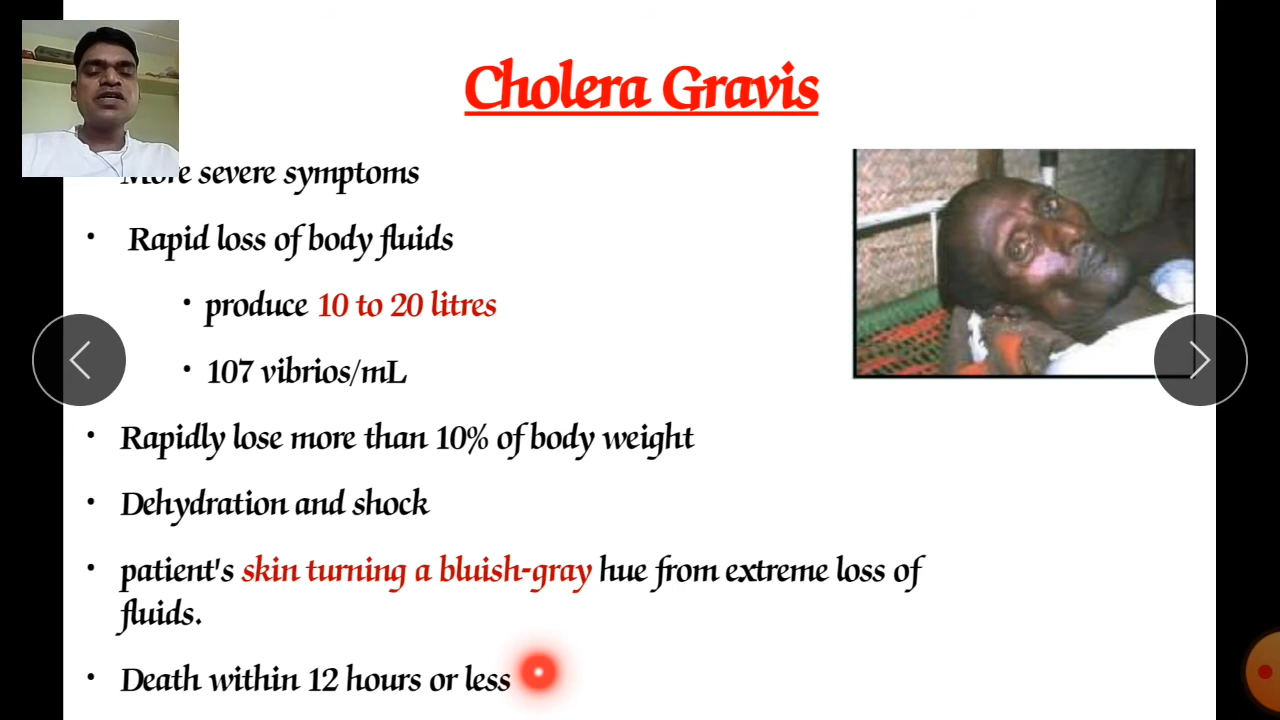 Cholera Gravis
More severe symptoms
• Rapid loss of body fluids
• produce 10 to 20 litres
• 107 vibrios/mL
• Rapidly lose more than 10% of body weight
• Dehydration and shock
• patient's skin turning a bluish-gray hue from extreme loss of
fluids.
• Death within 12 hours or less